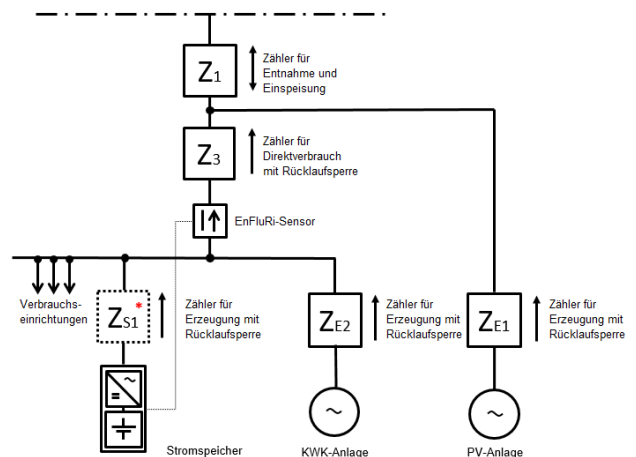 Z1
Zähler für
Entnahme und
Einspeisung
Z3
Zähler für
Direktverbrauch
mit Rücklaufsperre
EnFluRi-Sensor
Verbrauchs-
einrichtungen
ZS1 *
Zähler für
Erzeugung mit
Rücklaufsperre
ZE2
Zähler für
Erzeugung mit
Rücklaufsperre
ZE1
Zähler für
Erzeugung mit
Rücklaufsperre
Stromspeicher
KWK-Anlage
PV-Anlage